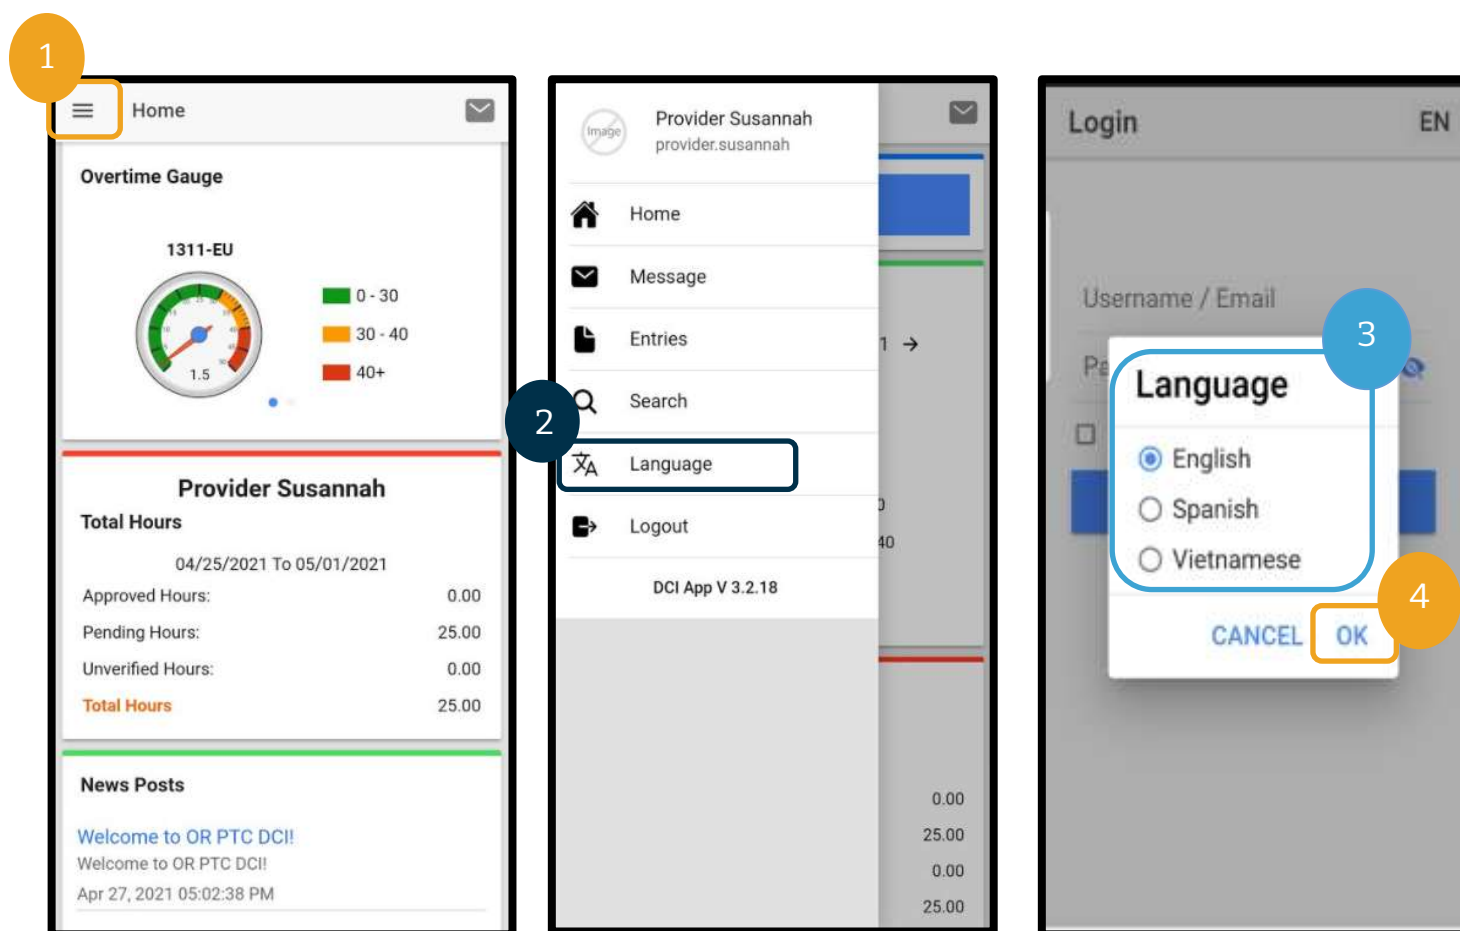 1
Home
Overtime Gauge
1311-EU
0 - 30
30 - 40
40+
1.5
Provider Susannah
Total Hours
04/25/2021 To 05/01/2021
Approved Hours: 0.00
Pending Hours: 25.00
Unverified Hours: 0.00
Total Hours 25.00
News Posts
Welcome to OR PTC DCI!
Welcome to OR PTC DCI!
Apr 27, 2021 05:02:38 PM
Image
Provider Susannah
provider.susannah
Home
Message
Entries
1
Search
2
Language
Logout
40
DCI App V 3.2.18
0.00
25.00
0.00
25.00
Login EN
Username / Email
3
Language
English
Spanish
Vietnamese
4
CANCEL OK